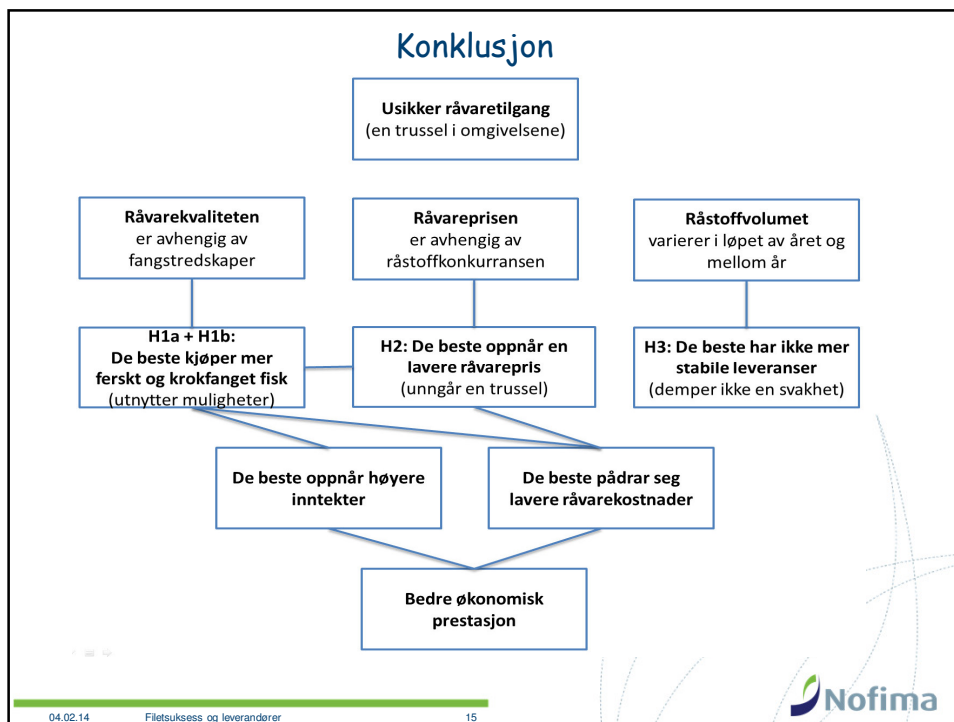 Konklusjon
Usikker råvaretilgang
(en trussel i omgivelsene)
Råvarekvaliteten
er avhengig av
fangstredskaper
Råvareprisen
er avhengig av
råstoffkonkurransen
Råstoffvolumet
varierer i løpet av året og
mellom år
H1a + H1b:
De beste kjøper mer
ferskt og krokfanget fisk
(utnytter muligheter)
H2: De beste oppnår en
lavere råvarepris
(unngår en trussel)
H3: De beste har ikke mer
stabile leveranser
(demper ikke en svakhet)
De beste oppnår høyere
inntekter
De beste pådrar seg
lavere råvarekostnader
Bedre økonomisk
prestasjon
04.02.14 Filetsuksess og leverandører 15
Nofima